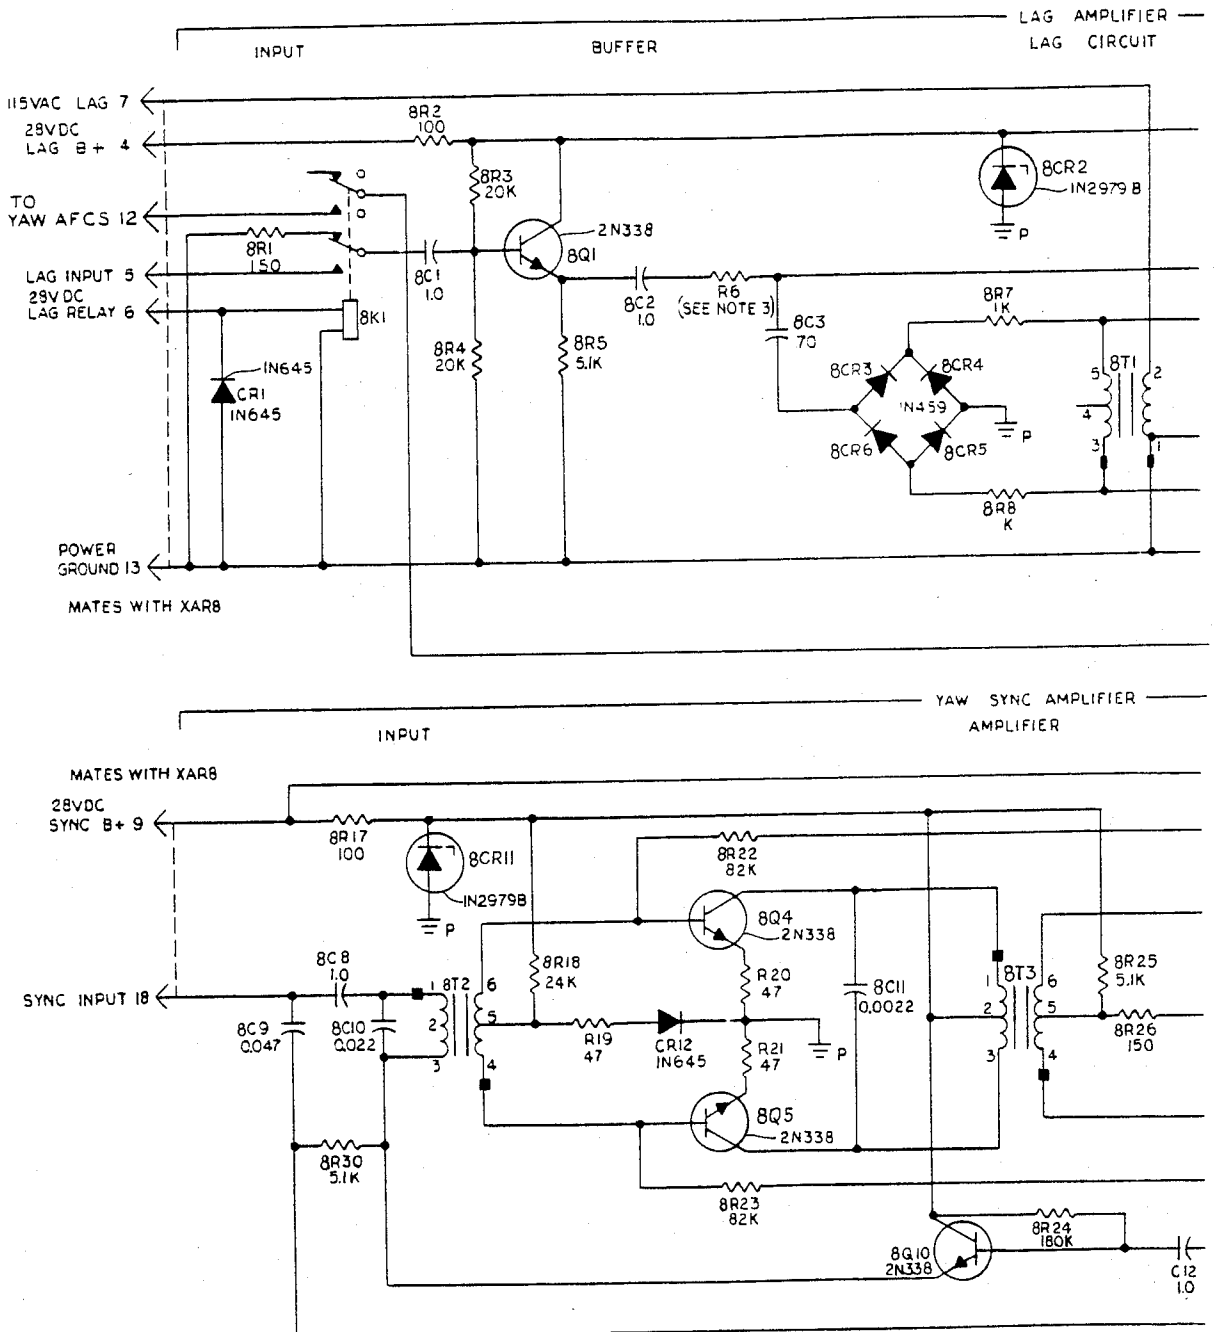 LAG AMPLIFIER
LAG CIRCUIT
INPUT
BUFFER
115VAC LAG 7
28VDC
LAG B+ 4
TO
YAW AFCS 12
LAG INPUT 5
28VDC
LAG RELAY 6
POWER
GROUND 13
MATES WITH XAR8
8R2
100
8R3
20K
8R1
150
8C1
1.0
8K1
1N645
CR1
1N645
8R4
20K
2N338
8Q1
8R5
5.1K
8C2
1.0
R6
(SEE NOTE 3)
8C3
70
8CR2
1N2979B
P
8R7
1K
8CR3
8CR4
1N459
8CR6
8CR5
P
8R8
K
8T1
5
4
3
2
1
YAW SYNC AMPLIFIER
AMPLIFIER
INPUT
MATES WITH XAR8
28VDC
SYNC B+ 9
8R17
100
8CR11
1N2979B
P
SYNC INPUT 18
8C8
1.0
8C9
0.047
8C10
0.022
8R30
5.1K
1
2
3
8T2
6
5
4
8R18
24K
R19
47
CR12
1N645
8R22
82K
8Q4
2N338
R20
47
R21
47
P
8Q5
2N338
8R23
82K
8C11
0.0022
1
2
3
8T3
6
5
4
8R25
5.1K
8R26
150
8R24
180K
8Q10
2N338
C12
1.0